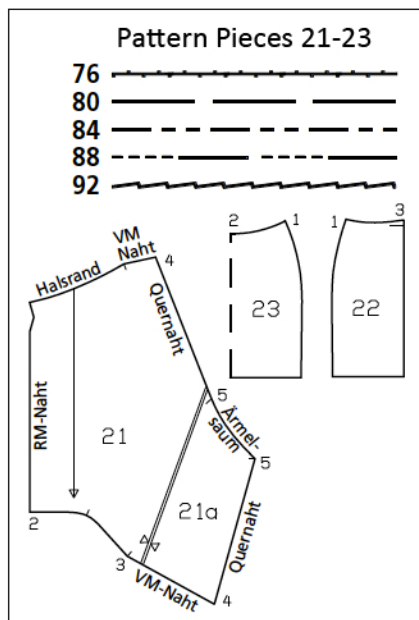 Pattern Pieces 21-23
76
80
84
88
92
VM
Naht
4
Halsrand
Quernaht
RM-Naht
21
5
Ärmel-
saum
5
21a
Quernaht
2
3
VM-Naht
4
2
1
23
1
3
22